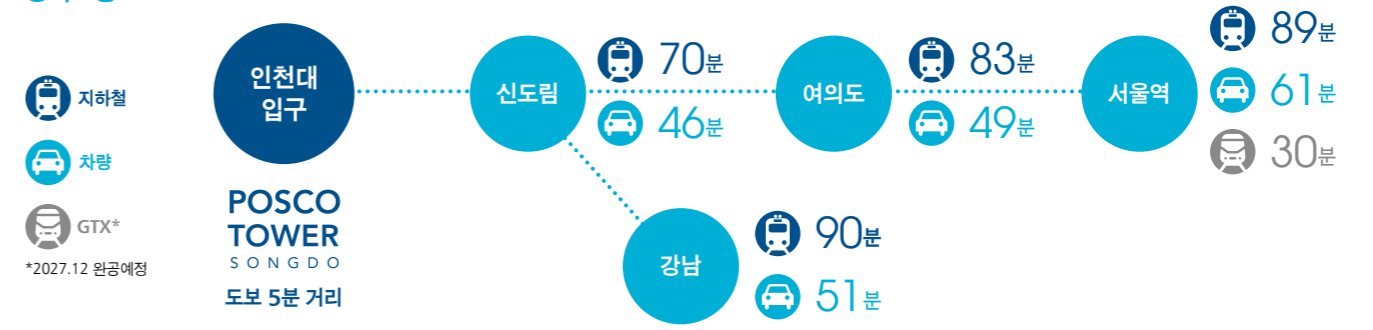 지하철
차량
GTX*
*2027.12 완공예정
인천대
입구
POSCO
TOWER
SONGDO
도보 5분 거리
신도림
70분
46분
여의도
83분
49분
서울역
89분
61분
30분
강남
90분
51분